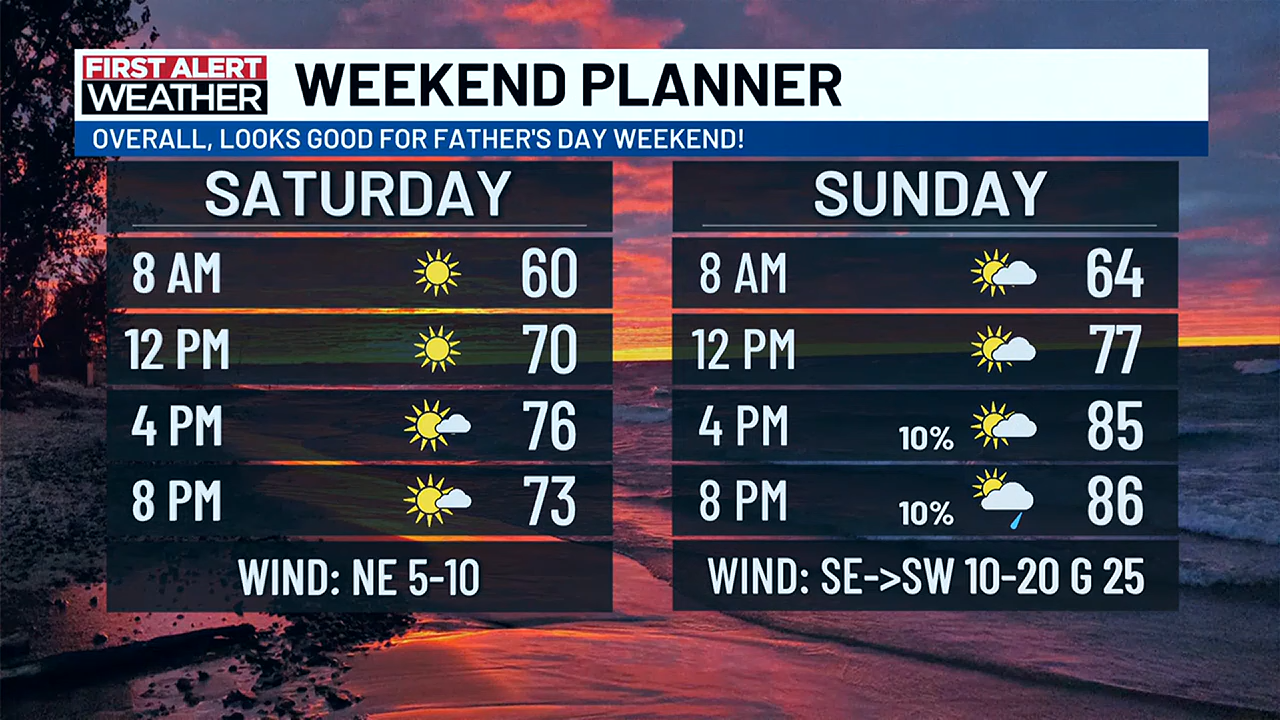 FIRST ALERT
WEATHER
WEEKEND PLANNER
OVERALL, LOOKS GOOD FOR FATHER'S DAY WEEKEND!
SATURDAY
8 AM 60
12 PM 70
4 PM 76
8 PM 73
WIND: NE 5-10
SUNDAY
8 AM 64
12 PM 77
4 PM 10% 85
8 PM 10% 86
WIND: SE->SW 10-20 G 25